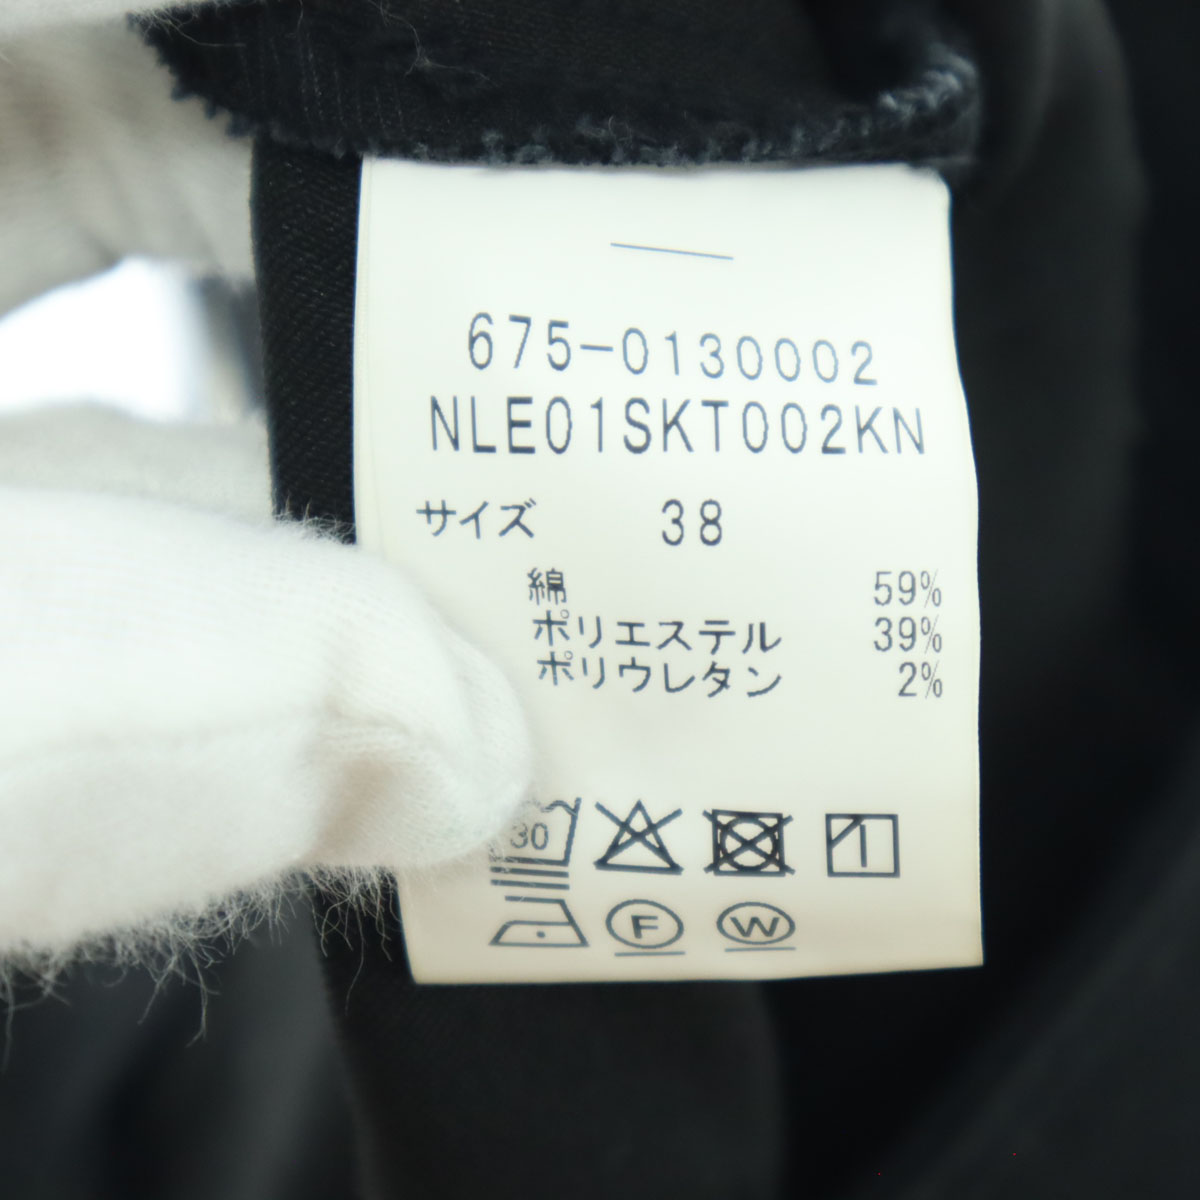 675-0130002
NLE01SKT002KN
サイズ 38
綿 59%
ポリエステル 39%
ポリウレタン 2%
30
F W